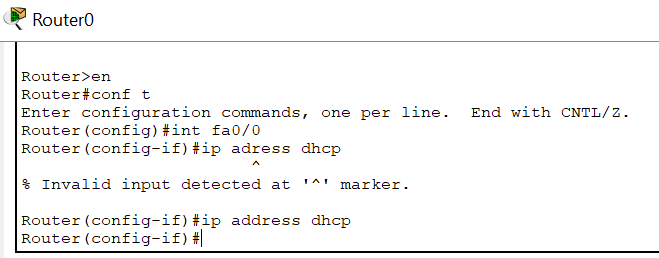 Router0
Router>en
Router#conf t
Enter configuration commands, one per line.  End with CNTL/Z.
Router(config)#int fa0/0
Router(config-if)#ip adress dhcp
^
% Invalid input detected at '^' marker.
Router(config-if)#ip address dhcp
Router(config-if)#